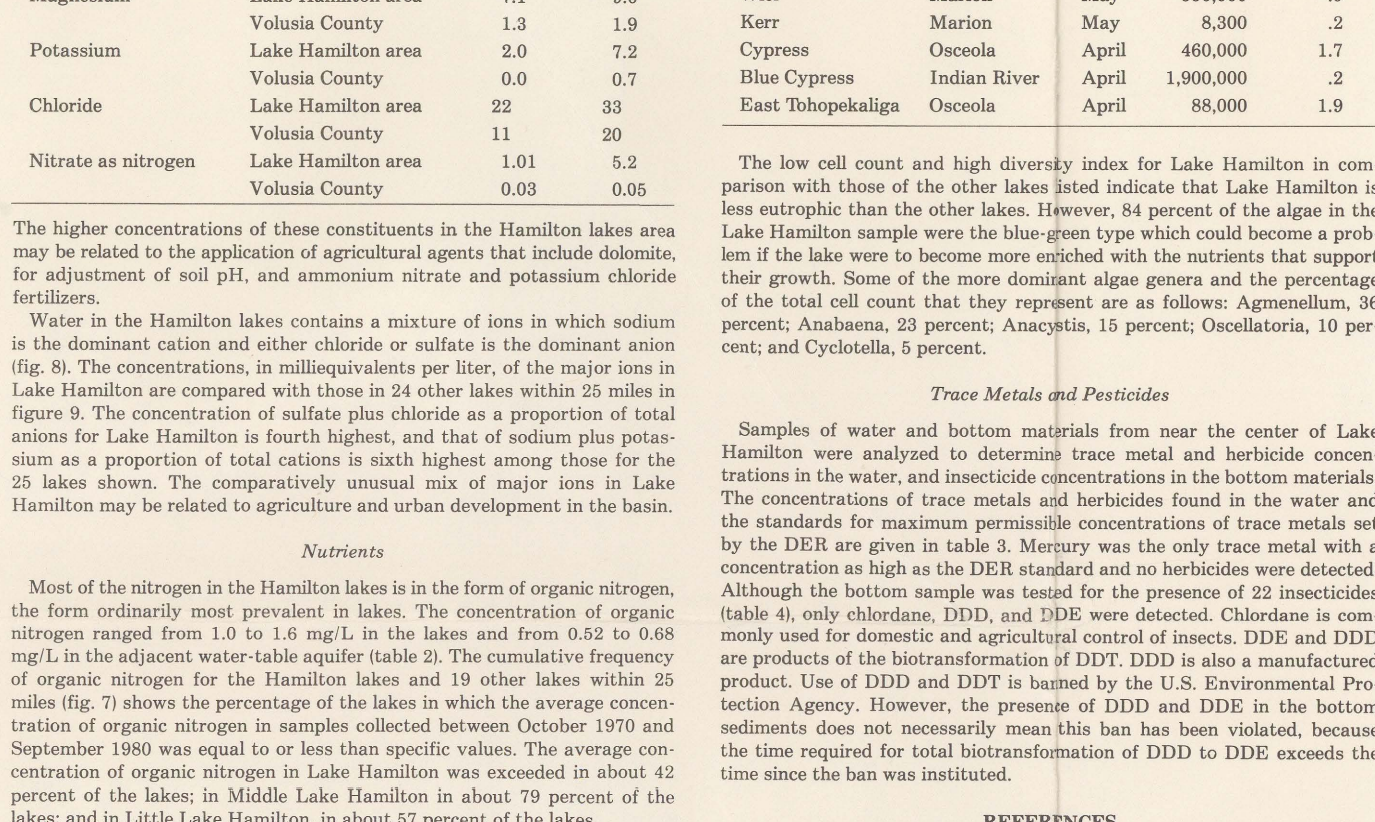 Volusia County 1.3 1.9
Potassium Lake Hamilton area 2.0 7.2
Volusia County 0.0 0.7
Chloride Lake Hamilton area 22 33
Volusia County 11 20
Nitrate as nitrogen Lake Hamilton area 1.01 5.2
Volusia County 0.03 0.05
The higher concentrations of these constituents in the Hamilton lakes area
may be related to the application of agricultural agents that include dolomite,
for adjustment of soil pH, and ammonium nitrate and potassium chloride
fertilizers.
Water in the Hamilton lakes contains a mixture of ions in which sodium
is the dominant cation and either chloride or sulfate is the dominant anion
(fig. 8). The concentrations, in milliequivalents per liter, of the major ions in
Lake Hamilton are compared with those in 24 other lakes within 25 miles in
figure 9. The concentration of sulfate plus chloride as a proportion of total
anions for Lake Hamilton is fourth highest, and that of sodium plus potas-
sium as a proportion of total cations is sixth highest among those for the
25 lakes shown. The comparatively unusual mix of major ions in Lake
Hamilton may be related to agriculture and urban development in the basin.
Nutrients
Most of the nitrogen in the Hamilton lakes is in the form of organic nitrogen,
the form ordinarily most prevalent in lakes. The concentration of organic
nitrogen ranged from 1.0 to 1.6 mg/L in the lakes and from 0.52 to 0.68
mg/L in the adjacent water-table aquifer (table 2). The cumulative frequency
of organic nitrogen for the Hamilton lakes and 19 other lakes within 25
miles (fig. 7) shows the percentage of the lakes in which the average concen-
tration of organic nitrogen in samples collected between October 1970 and
September 1980 was equal to or less than specific values. The average con-
centration of organic nitrogen in Lake Hamilton was exceeded in about 42
percent of the lakes; in Middle Lake Hamilton in about 79 percent of the
lakes; and in Little Lake Hamilton, in about 57 percent of the lakes.
Kerr Marion May 8,300 .2
Cypress Osceola April 460,000 1.7
Blue Cypress Indian River April 1,900,000 .2
East Tohopekaliga Osceola April 88,000 1.9
The low cell count and high diversity index for Lake Hamilton in com-
parison with those of the other lakes listed indicate that Lake Hamilton is
less eutrophic than the other lakes. However, 84 percent of the algae in the
Lake Hamilton sample were the blue-green type which could become a prob-
lem if the lake were to become more enriched with the nutrients that support
their growth. Some of the more dominant algae genera and the percentage
of the total cell count that they represent are as follows: Agmenellum, 36
percent; Anabaena, 23 percent; Anacystis, 15 percent; Oscellatoria, 10 per-
cent; and Cyclotella, 5 percent.
Trace Metals and Pesticides
Samples of water and bottom materials from near the center of Lake
Hamilton were analyzed to determine trace metal and herbicide concen-
trations in the water, and insecticide concentrations in the bottom materials.
The concentrations of trace metals and herbicides found in the water and
the standards for maximum permissible concentrations of trace metals set
by the DER are given in table 3. Mercury was the only trace metal with a
concentration as high as the DER standard and no herbicides were detected.
Although the bottom sample was tested for the presence of 22 insecticides
(table 4), only chlordane, DDD, and DDE were detected. Chlordane is com-
monly used for domestic and agricultural control of insects. DDE and DDD
are products of the biotransformation of DDT. DDD is also a manufactured
product. Use of DDD and DDT is banned by the U.S. Environmental Pro-
tection Agency. However, the presence of DDD and DDE in the bottom
sediments does not necessarily mean this ban has been violated, because
the time required for total biotransformation of DDD to DDE exceeds the
time since the ban was instituted.
REFERENCES